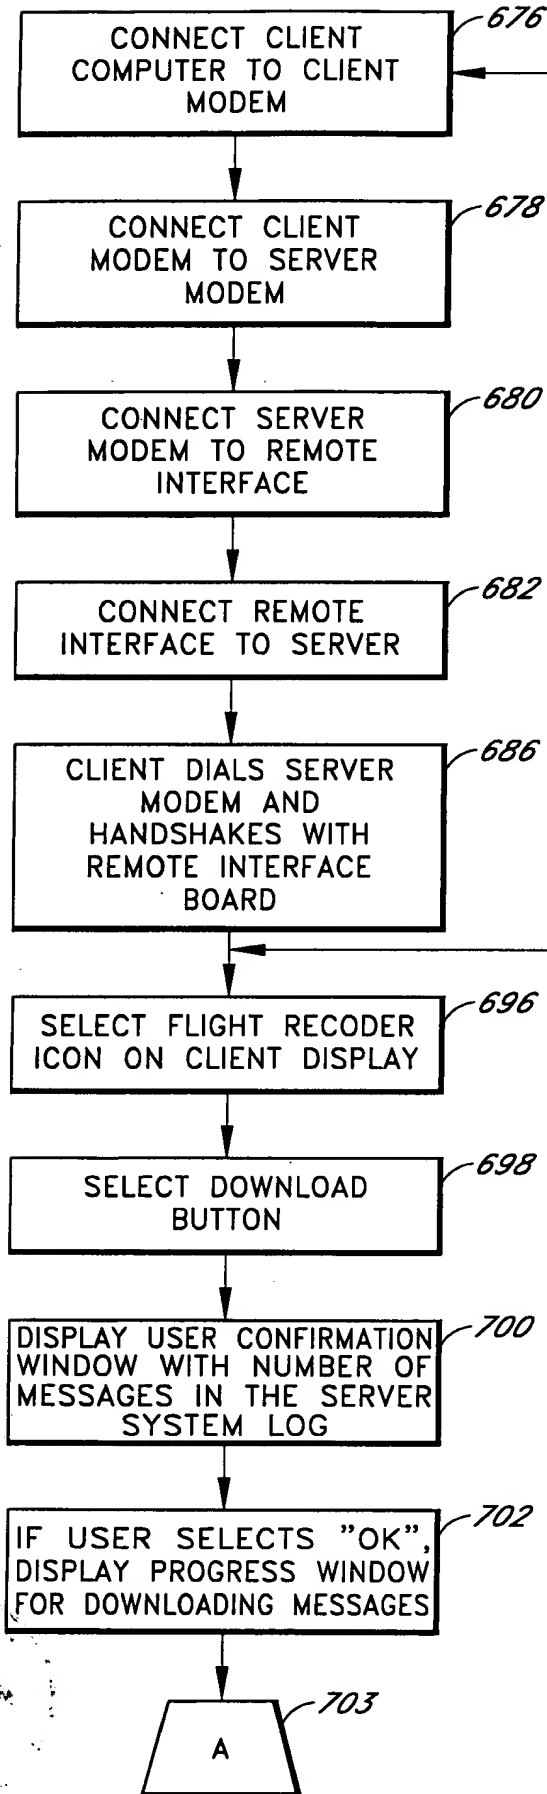 676
CONNECT CLIENT
COMPUTER TO CLIENT
MODEM
678
CONNECT CLIENT
MODEM TO SERVER
MODEM
680
CONNECT SERVER
MODEM TO REMOTE
INTERFACE
682
CONNECT REMOTE
INTERFACE TO SERVER
686
CLIENT DIALS SERVER
MODEM AND
HANDSHAKES WITH
REMOTE INTERFACE
BOARD
696
SELECT FLIGHT RECODER
ICON ON CLIENT DISPLAY
698
SELECT DOWNLOAD
BUTTON
700
DISPLAY USER CONFIRMATION
WINDOW WITH NUMBER OF
MESSAGES IN THE SERVER
SYSTEM LOG
702
IF USER SELECTS "OK",
DISPLAY PROGRESS WINDOW
FOR DOWNLOADING MESSAGES
703
A